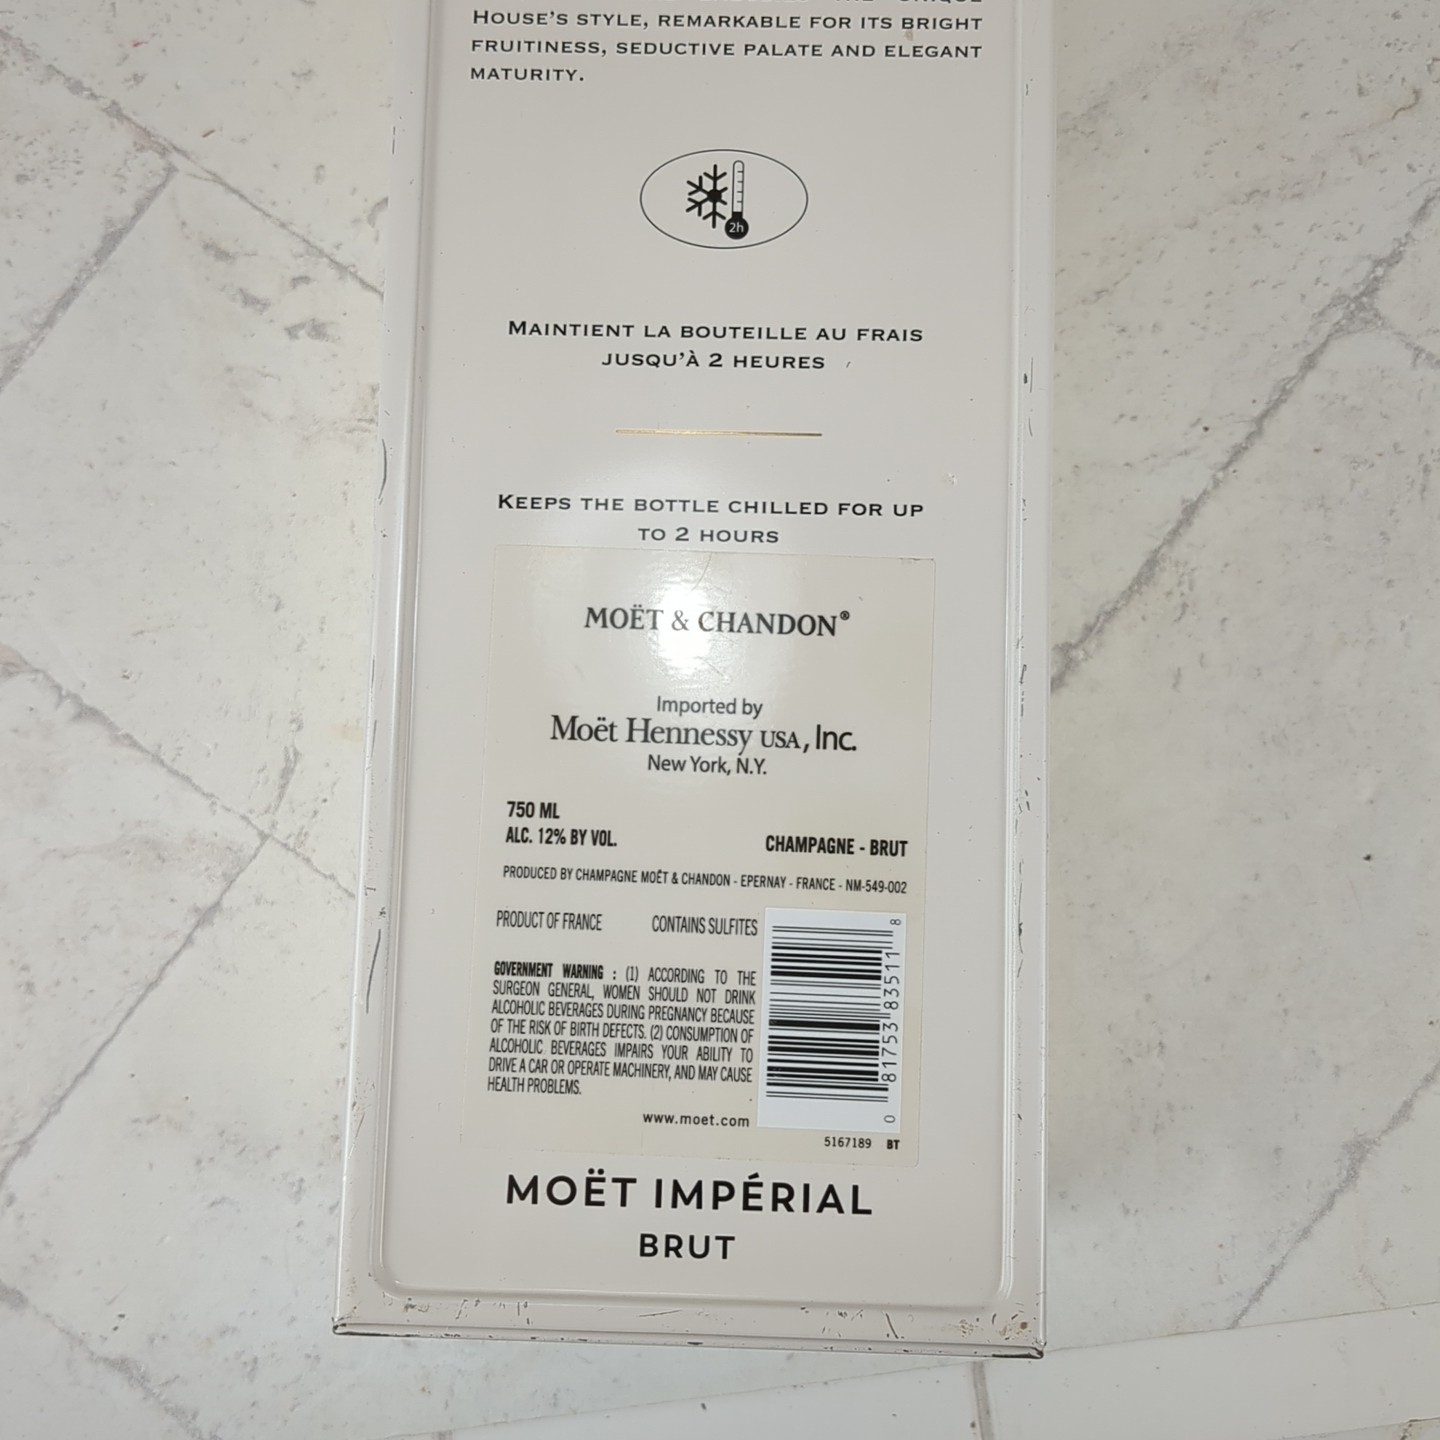 UNIQUE
HOUSE'S STYLE, REMARKABLE FOR ITS BRIGHT
FRUITINESS, SEDUCTIVE PALATE AND ELEGANT
MATURITY.
2h
MAINTIENT LA BOUTEILLE AU FRAIS
JUSQU'À 2 HEURES
KEEPS THE BOTTLE CHILLED FOR UP
TO 2 HOURS
MOËT & CHANDON®
Imported by
Moët Hennessy USA, Inc.
New York, N.Y.
750 ML
ALC. 12% BY VOL.
CHAMPAGNE - BRUT
PRODUCED BY CHAMPAGNE MOËT & CHANDON - EPERNAY - FRANCE - NM-549-002
PRODUCT OF FRANCE CONTAINS SULFITES
GOVERNMENT WARNING : (1) ACCORDING TO THE
SURGEON GENERAL, WOMEN SHOULD NOT DRINK
ALCOHOLIC BEVERAGES DURING PREGNANCY BECAUSE
OF THE RISK OF BIRTH DEFECTS. (2) CONSUMPTION OF
ALCOHOLIC BEVERAGES IMPAIRS YOUR ABILITY TO
DRIVE A CAR OR OPERATE MACHINERY, AND MAY CAUSE
HEALTH PROBLEMS.
0 81753 83511 8
www.moet.com
5167189 BT
MOËT IMPÉRIAL
BRUT